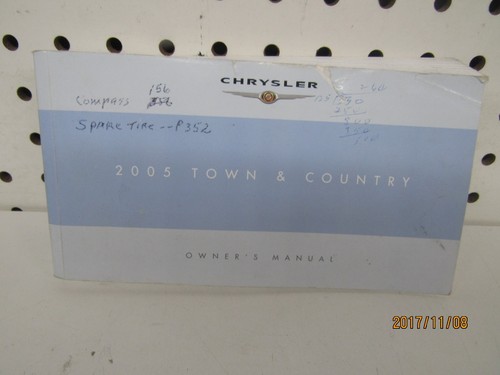 CHRYSLER
156
Compass
SPARE TIRE -- P352
2005 TOWN & COUNTRY
OWNER'S MANUAL
2017/11/08